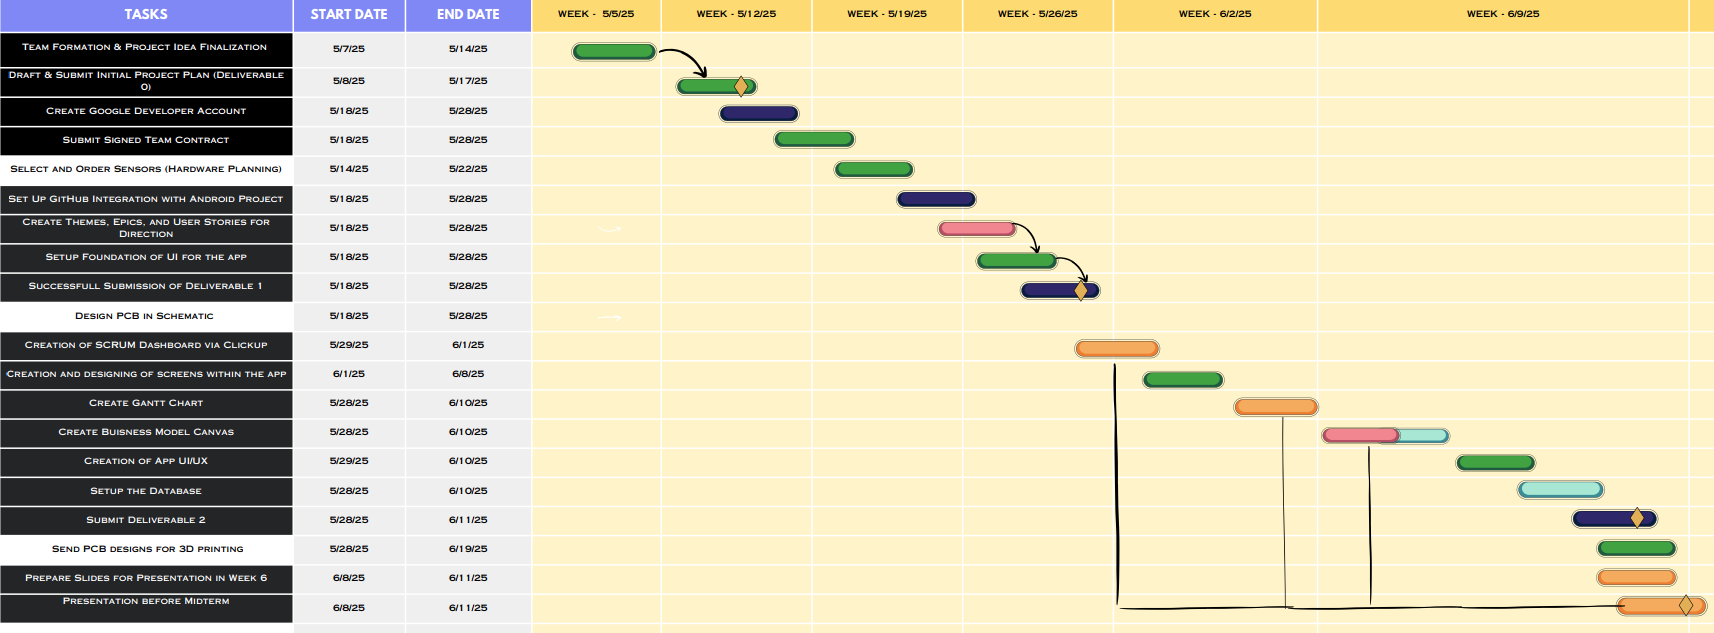 TASKS START DATE END DATE WEEK - 5/5/25 WEEK - 5/12/25 WEEK - 5/19/25 WEEK - 5/26/25 WEEK - 6/2/25 WEEK - 6/9/25
Team Formation & Project Idea Finalization 5/7/25 5/14/25
Draft & Submit Initial Project Plan (Deliverable
0) 5/8/25 5/17/25
Create Google Developer Account 5/18/25 5/28/25
Submit Signed Team Contract 5/18/25 5/28/25
Select and Order Sensors (Hardware Planning) 5/14/25 5/22/25
Set Up GitHub Integration with Android Project 5/18/25 5/28/25
Create Themes, Epics, and User Stories for
Direction 5/18/25 5/28/25
Setup Foundation of UI for the app 5/18/25 5/28/25
Successfull Submission of Deliverable 1 5/18/25 5/28/25
Design PCB in Schematic 5/18/25 5/28/25
Creation of SCRUM Dashboard via Clickup 5/29/25 6/1/25
Creation and designing of screens within the app 6/1/25 6/8/25
Create Gantt Chart 5/28/25 6/10/25
Create Buisness Model Canvas 5/28/25 6/10/25
Creation of App UI/UX 5/29/25 6/10/25
Setup the Database 5/28/25 6/10/25
Submit Deliverable 2 5/28/25 6/11/25
Send PCB designs for 3D printing 5/28/25 6/19/25
Prepare Slides for Presentation in Week 6 6/8/25 6/11/25
Presentation before Midterm 6/8/25 6/11/25